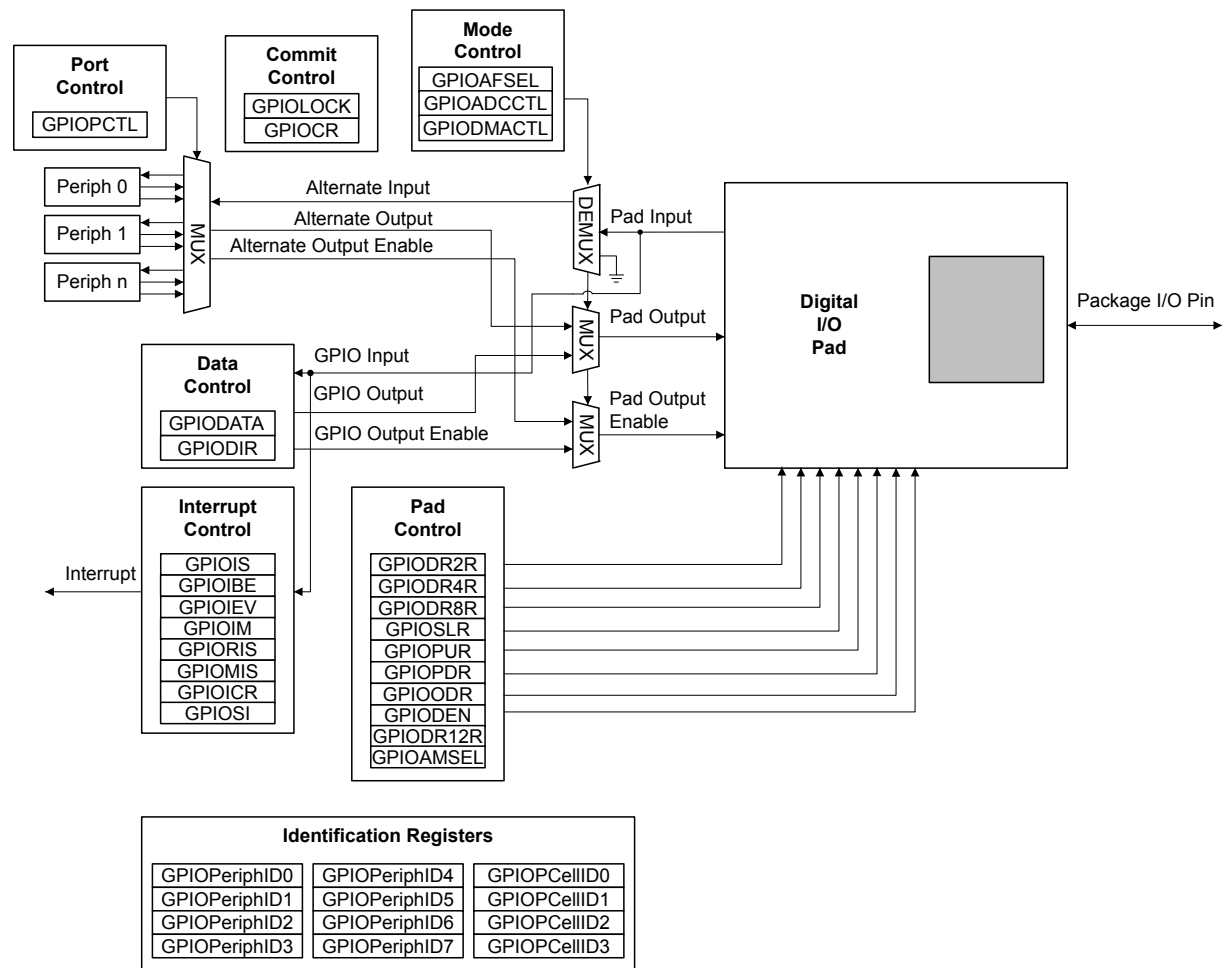 Port
Control
GPIOPCTL
Commit
Control
GPIOLOCK
GPIOCR
Mode
Control
GPIOAFSEL
GPIOADCCTL
GPIODMACTL
Periph 0
Periph 1
Periph n
MUX
Alternate Input
Alternate Output
Alternate Output Enable
DEMUX
Pad Input
MUX
Pad Output
MUX
Pad Output
Enable
Digital
I/O
Pad
Package I/O Pin
Data
Control
GPIODATA
GPIODIR
GPIO Input
GPIO Output
GPIO Output Enable
Interrupt
Control
GPIOIS
GPIOIBE
GPIOIEV
GPIOIM
GPIORIS
GPIOMIS
GPIOICR
GPIOSI
Interrupt
Pad
Control
GPIODR2R
GPIODR4R
GPIODR8R
GPIOSLR
GPIOPUR
GPIOPDR
GPIOODR
GPIODEN
GPIODR12R
GPIOAMSEL
Identification Registers
GPIOPeriphID0
GPIOPeriphID1
GPIOPeriphID2
GPIOPeriphID3
GPIOPeriphID4
GPIOPeriphID5
GPIOPeriphID6
GPIOPeriphID7
GPIOPCellID0
GPIOPCellID1
GPIOPCellID2
GPIOPCellID3